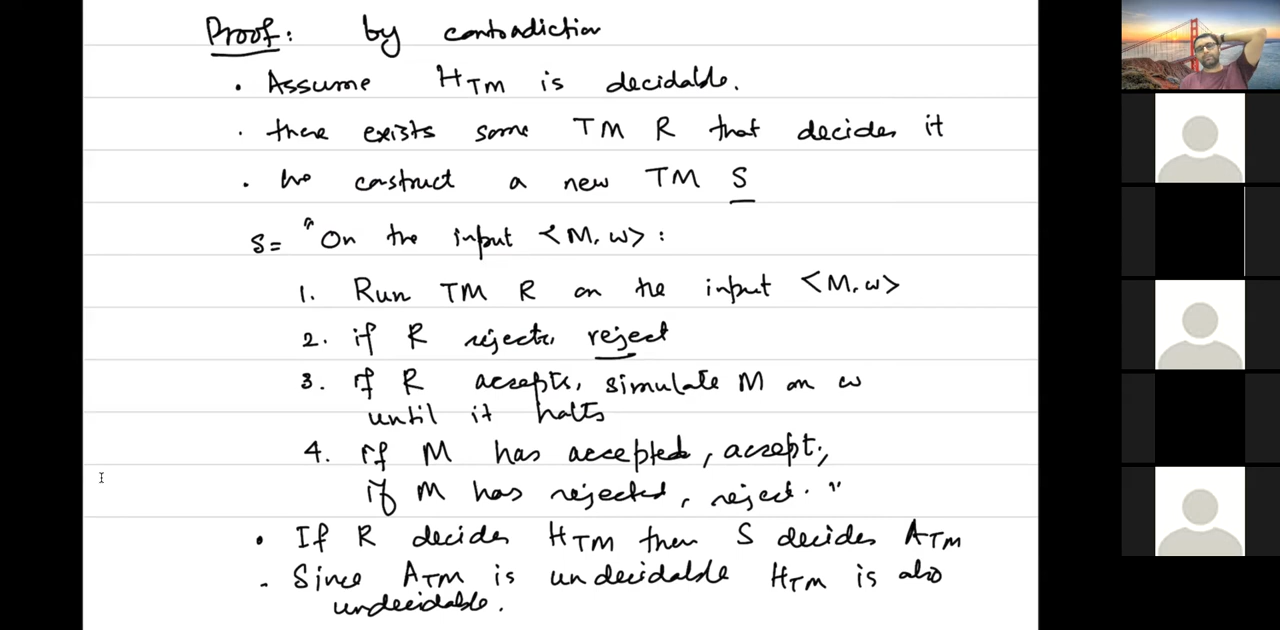 Proof: by contradiction
• Assume HTM is decidable.
• there exists some TM R that decides it
• we construct a new TM S
S= "On the input <M, w> :
1. Run TM R on the input <M, w>
2. if R rejects, reject
3. if R accepts, simulate M on w
until it halts
4. if M has accepted, accept;
if M has rejected, reject. "
• If R decides HTM then S decides ATM
- Since ATM is undecidable HTM is also
undecidable.